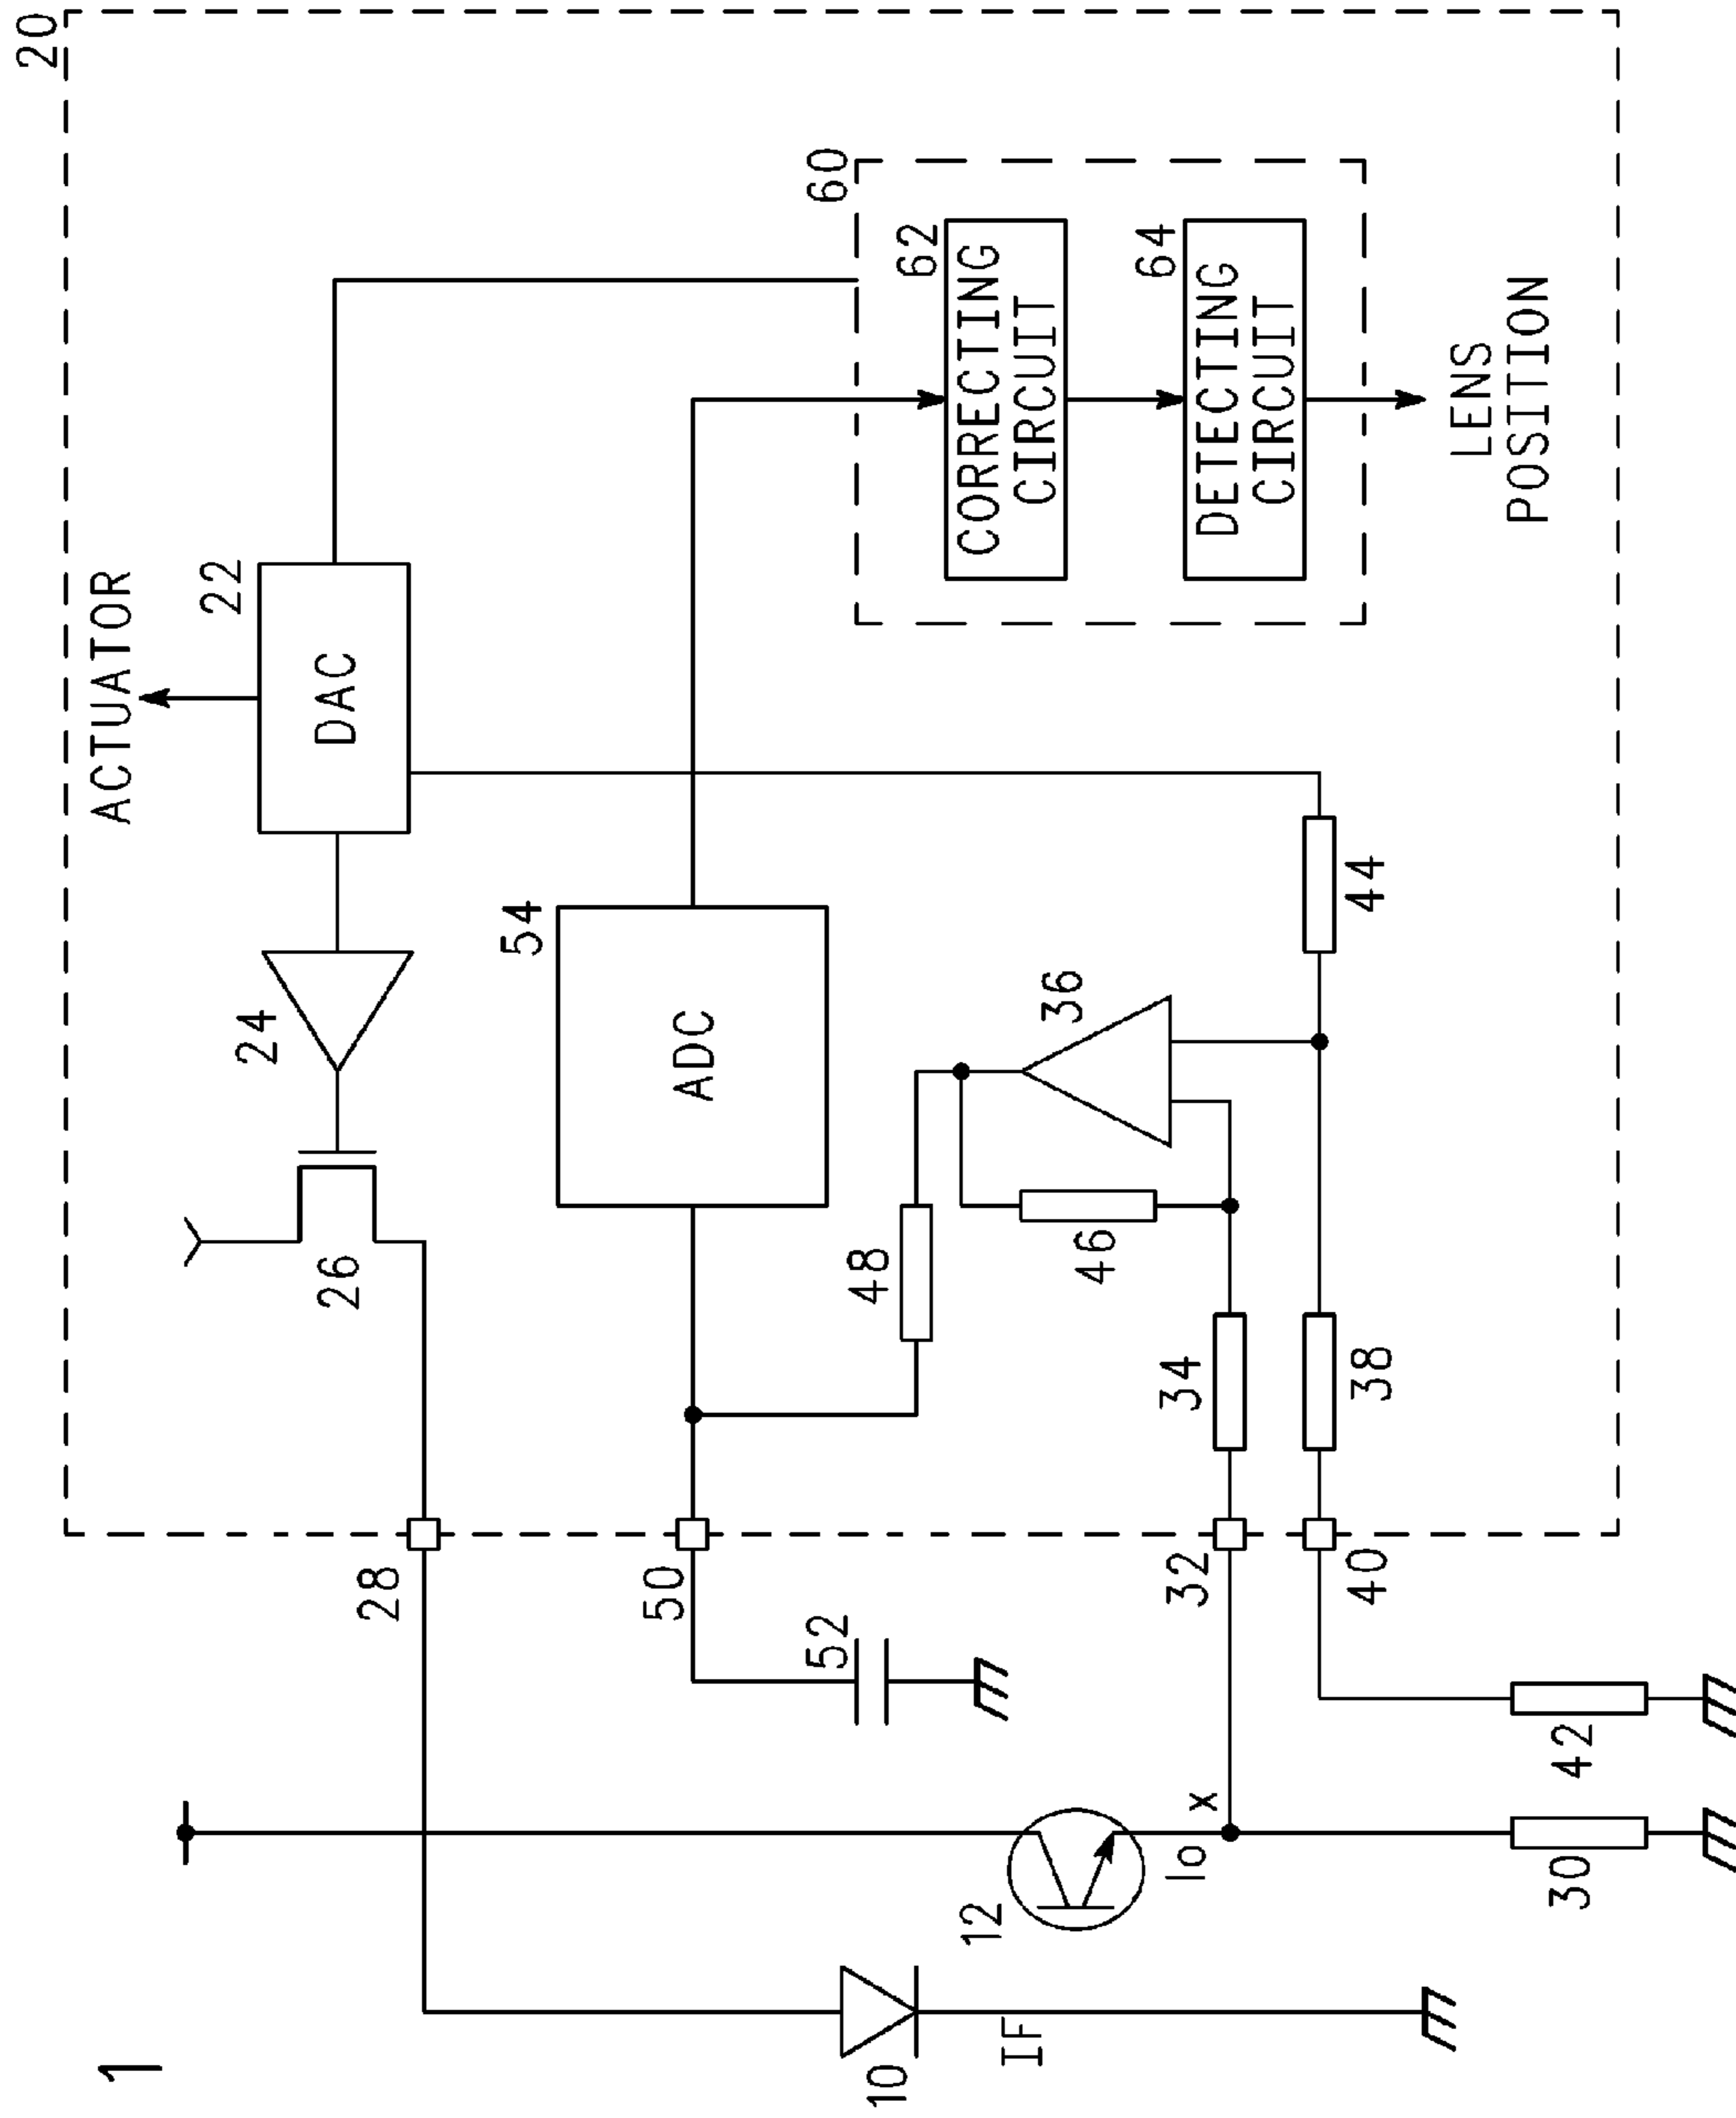 1
20
ACTUATOR
22
DAC
24
26
28
54
ADC
50
52
60
62
CORRECTING
CIRCUIT
64
DETECTING
CIRCUIT
LENS
POSITION
36
48
46
44
34
38
32
40
12
Io
x
10
IF
30
42